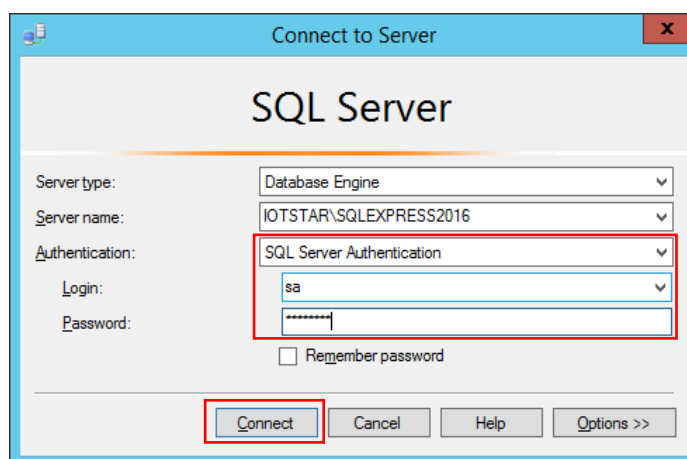 Connect to Server
x
SQL Server
Server type: Database Engine
Server name: IOTSTAR\SQLEXPRESS2016
Authentication: SQL Server Authentication
Login: sa
Password: ********
Remember password
Connect Cancel Help Options >>